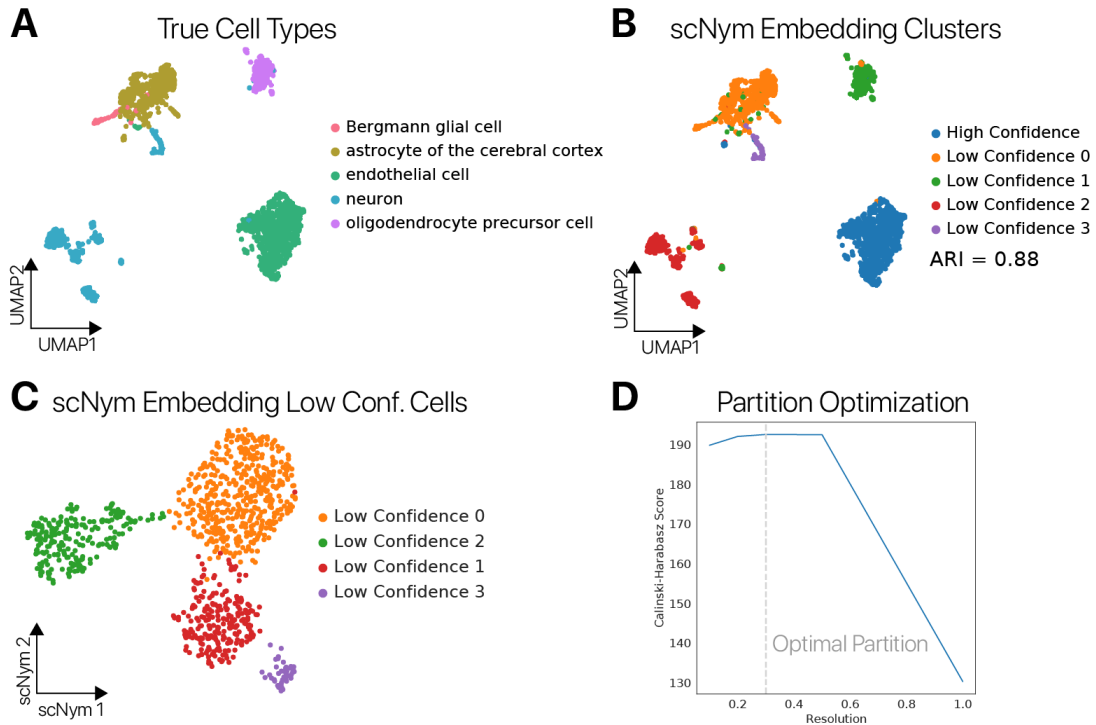 A
True Cell Types
Bergmann glial cell
astrocyte of the cerebral cortex
endothelial cell
neuron
oligodendrocyte precursor cell
UMAP2
UMAP1
B
scNym Embedding Clusters
High Confidence
Low Confidence 0
Low Confidence 1
Low Confidence 2
Low Confidence 3
ARI = 0.88
UMAP2
UMAP1
C
scNym Embedding Low Conf. Cells
Low Confidence 0
Low Confidence 2
Low Confidence 1
Low Confidence 3
scNym 2
scNym 1
D
Partition Optimization
Calinski-Harabasz Score
190
180
170
160
150
140
130
Optimal Partition
0.2 0.4 0.6 0.8 1.0
Resolution